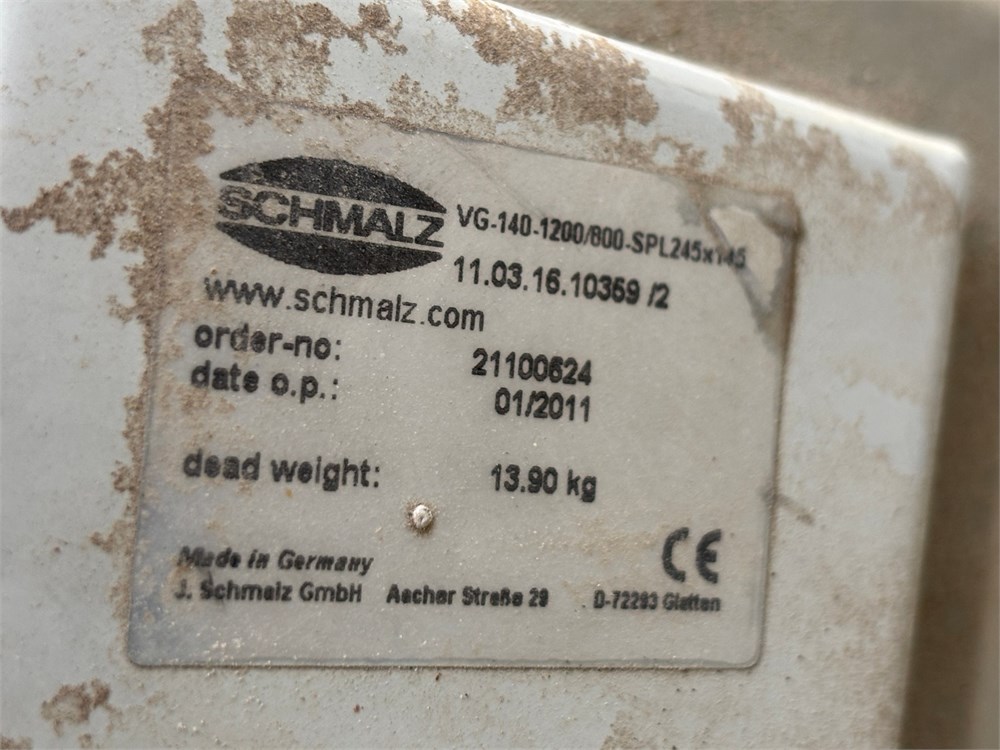 SCHMALZ
VG-140-1200/800-SPL245x145
11.03.16.10369 /2
www.schmalz.com
order-no: 21100624
date o.p.: 01/2011
dead weight: 13.90 kg
Made in Germany
CE
J. Schmalz GmbH Aacher Straße 29 D-72293 Glatten